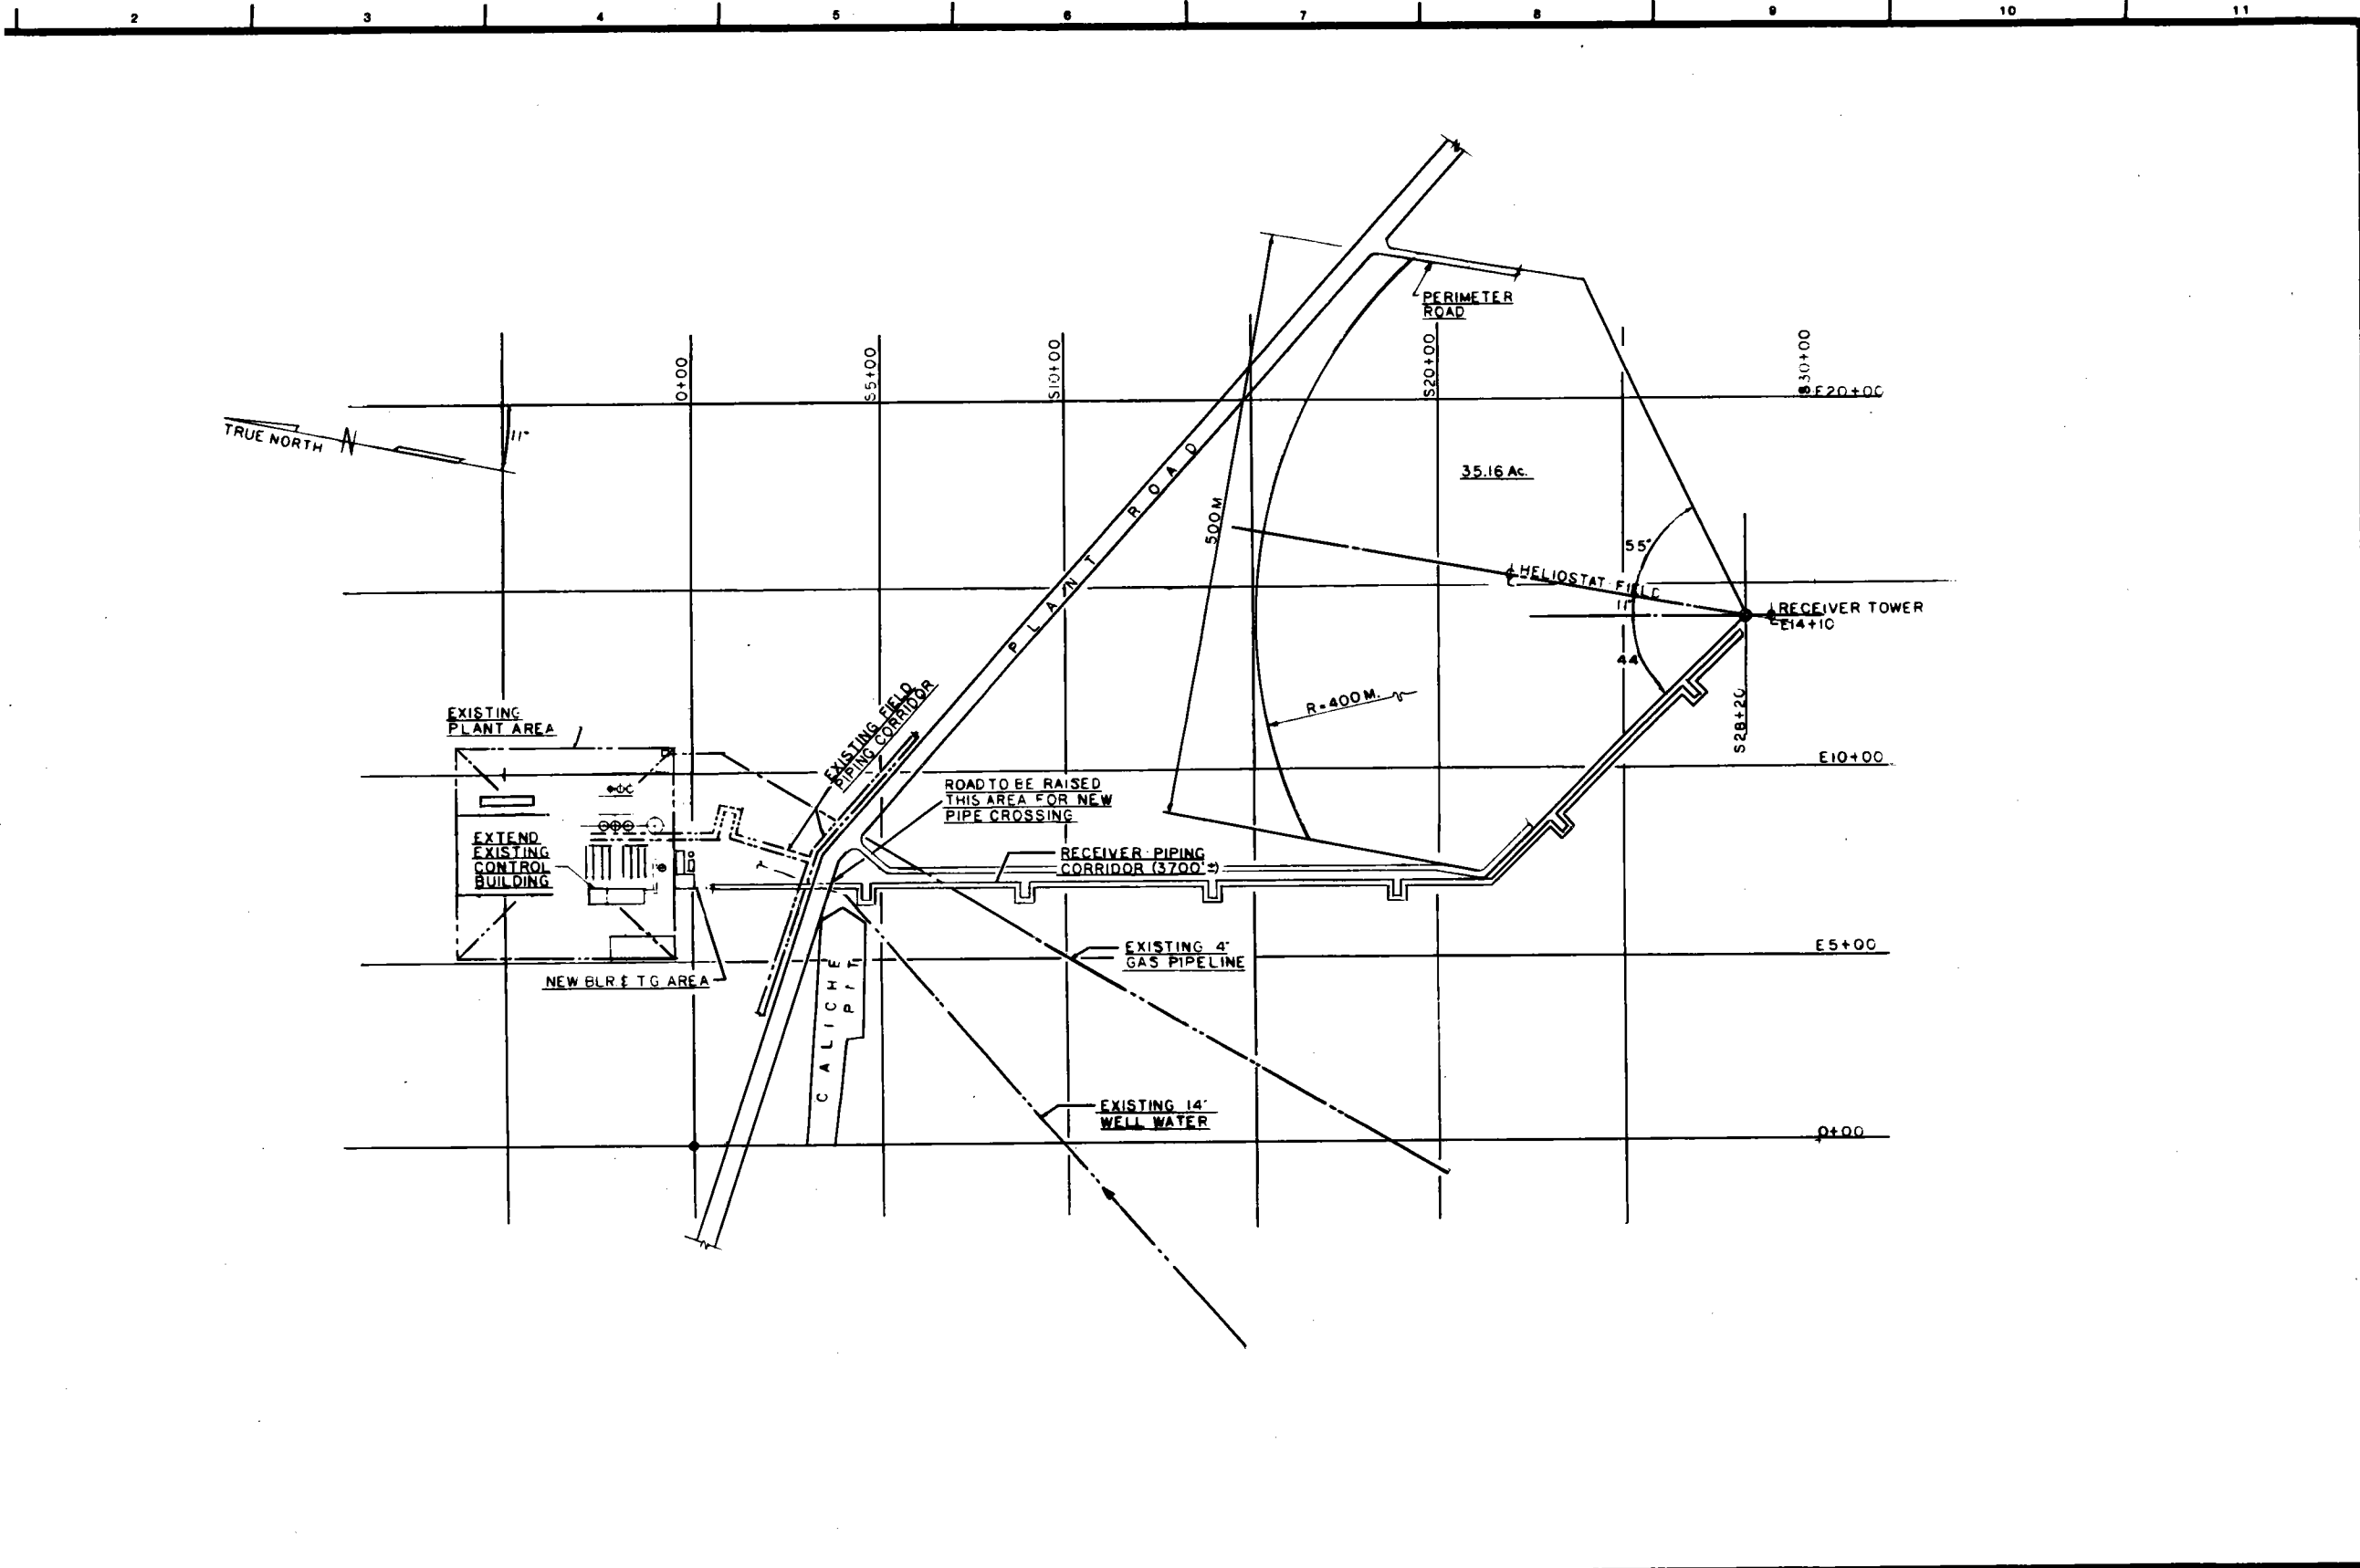 2 3 4 5 6 7 8 9 10 11
PERIMETER
ROAD
0+00
S5+00
S10+00
S20+00
S30+00
E20+00
TRUE NORTH N
11°
PLANT ROAD
35.16 Ac.
500M
55°
HELIOSTAT FIELD
11°
RECEIVER TOWER
E14+10
44
R=400M.
S28+20
EXISTING
PLANT AREA
EXISTING FIELD
PIPING CORRIDOR
E10+00
ROAD TO BE RAISED
THIS AREA FOR NEW
PIPE CROSSING
EXTEND
EXISTING
CONTROL
BUILDING
RECEIVER PIPING
CORRIDOR (3700'±)
E5+00
EXISTING 4"
GAS PIPELINE
NEW BLR & TG AREA
CALICHE
PIT
EXISTING 14"
WELL WATER
0+00